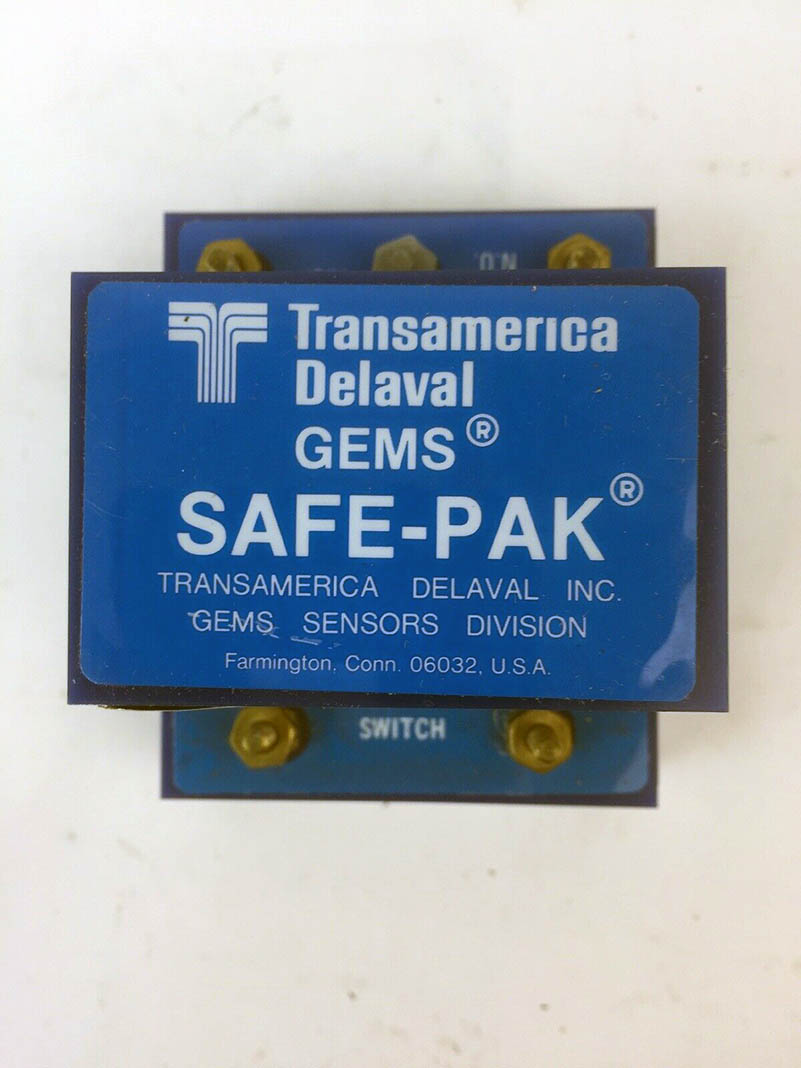 N.O.
Transamerica
Delaval
GEMS®
SAFE-PAK®
TRANSAMERICA DELAVAL INC.
GEMS SENSORS DIVISION
Farmington, Conn. 06032, U.S.A.
SWITCH